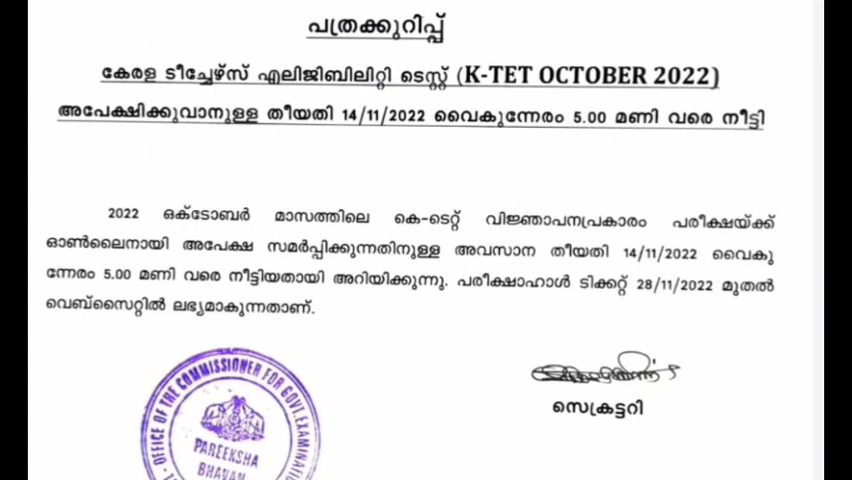 പത്രക്കുറിപ്പ്
കേരള ടീച്ചേഴ്സ് എലിജിബിലിറ്റി ടെസ്റ്റ് (K-TET OCTOBER 2022)
അപേക്ഷിക്കുവാനുള്ള തീയതി 14/11/2022 വൈകുന്നേരം 5.00 മണി വരെ നീട്ടി
2022 ഒക്ടോബർ മാസത്തിലെ കെ-ടെറ്റ് വിജ്ഞാപനപ്രകാരം പരീക്ഷയ്ക്ക്
ഓൺലൈനായി അപേക്ഷ സമർപ്പിക്കുന്നതിനുള്ള അവസാന തീയതി 14/11/2022 വൈകു
ന്നേരം 5.00 മണി വരെ നീട്ടിയതായി അറിയിക്കുന്നു. പരീക്ഷാഹാൾ ടിക്കറ്റ് 28/11/2022 മുതൽ
വെബ്സൈറ്റിൽ ലഭ്യമാകുന്നതാണ്.
സെക്രട്ടറി
OFFICE OF THE COMMISSIONER FOR GOVT. EXAMINATI
PAREEKSHA
BHAVAN